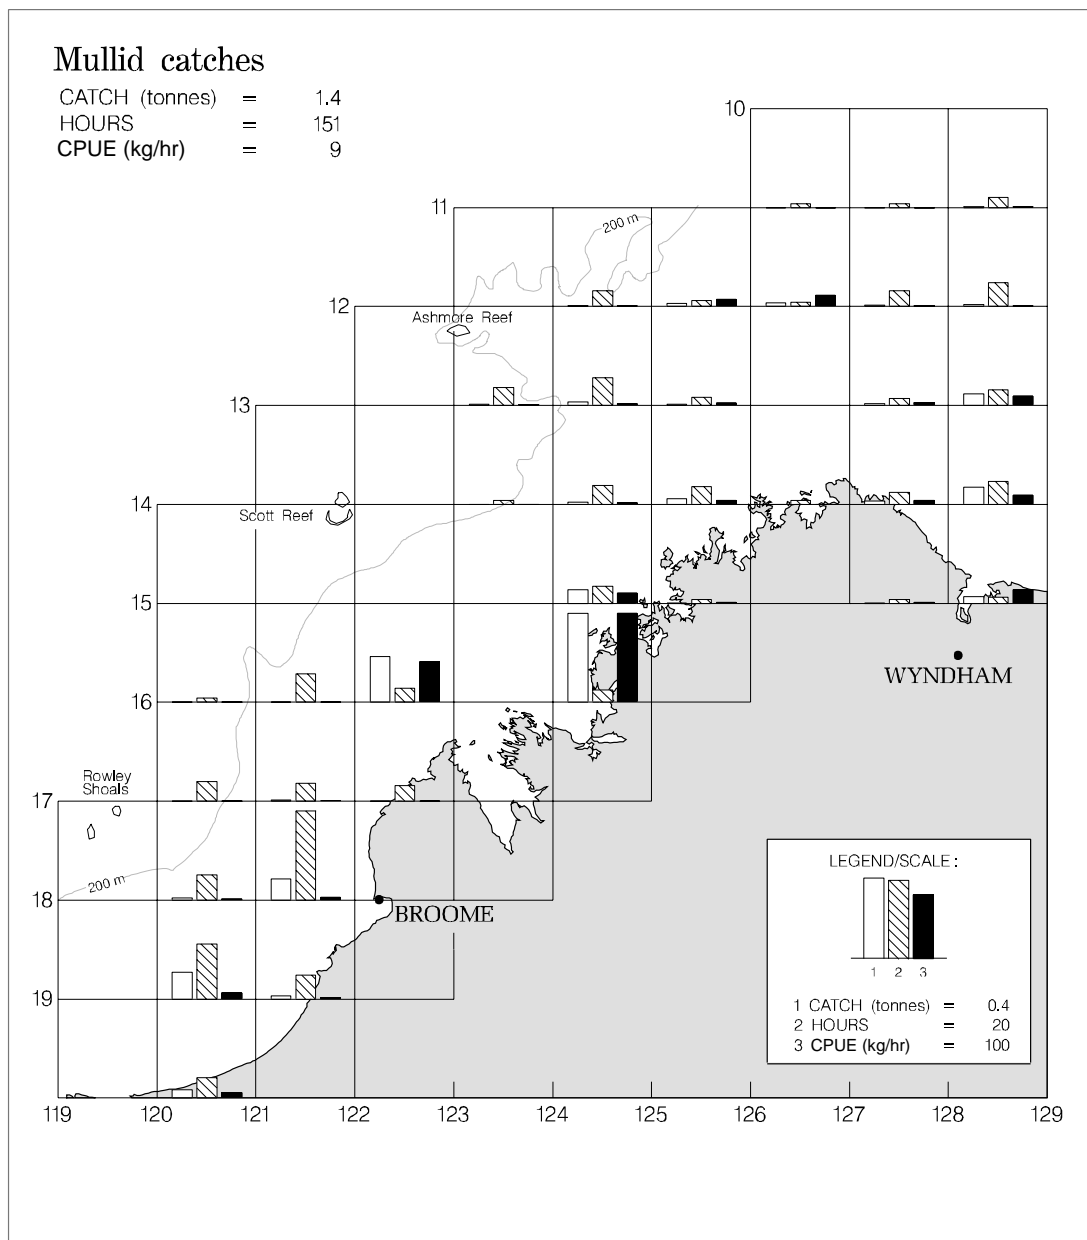 Mullid catches
CATCH (tonnes) = 1.4
HOURS = 151
CPUE (kg/hr) = 9
10
11
200 m
12
Ashmore Reef
13
14
Scott Reef
15
WYNDHAM
16
Rowley
Shoals
17
200 m
18
BROOME
LEGEND/SCALE :
1 2 3
1 CATCH (tonnes) = 0.4
2 HOURS = 20
3 CPUE (kg/hr) = 100
19
119 120 121 122 123 124 125 126 127 128 129